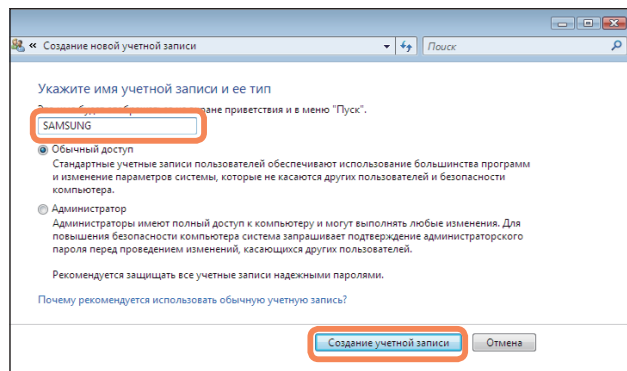 « Создание новой учетной записи
Поиск
Укажите имя учетной записи и ее тип
приветствия и в меню "Пуск".
SAMSUNG
Обычный доступ
Стандартные учетные записи пользователей обеспечивают использование большинства программ
и изменение параметров системы, которые не касаются других пользователей и безопасности
компьютера.
Администратор
Администраторы имеют полный доступ к компьютеру и могут выполнять любые изменения. Для
повышения безопасности компьютера система запрашивает подтверждение администраторского
пароля перед проведением изменений, касающихся других пользователей.
Рекомендуется защищать все учетные записи надежными паролями.
Почему рекомендуется использовать обычную учетную запись?
Создание учетной записи
Отмена